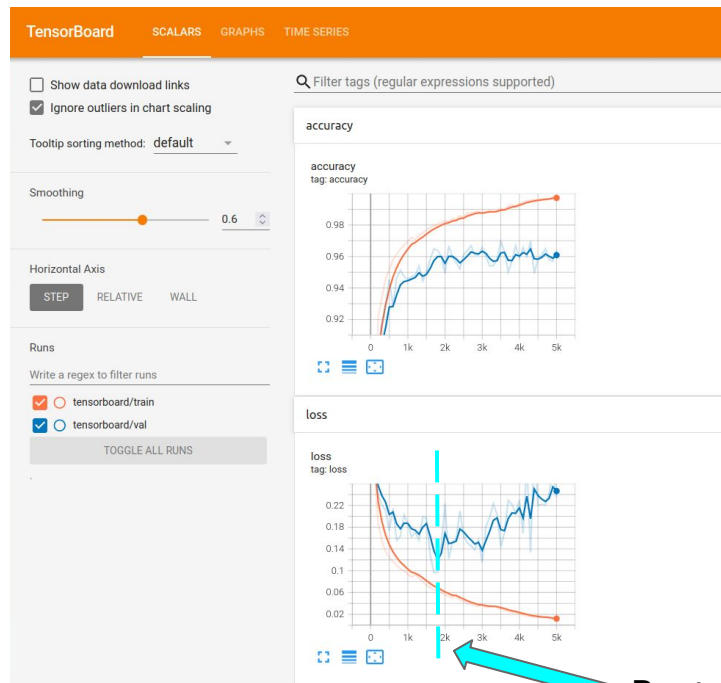 TensorBoard SCALARS GRAPHS TIME SERIES
Show data download links
Ignore outliers in chart scaling
Tooltip sorting method: default
Smoothing
0.6
Horizontal Axis
STEP RELATIVE WALL
Runs
Write a regex to filter runs
tensorboard/train
tensorboard/val
TOGGLE ALL RUNS
.
Filter tags (regular expressions supported)
accuracy
accuracy
tag: accuracy
0.98
0.96
0.94
0.92
0 1k 2k 3k 4k 5k
loss
loss
tag: loss
0.22
0.18
0.14
0.1
0.06
0.02
0 1k 2k 3k 4k 5k